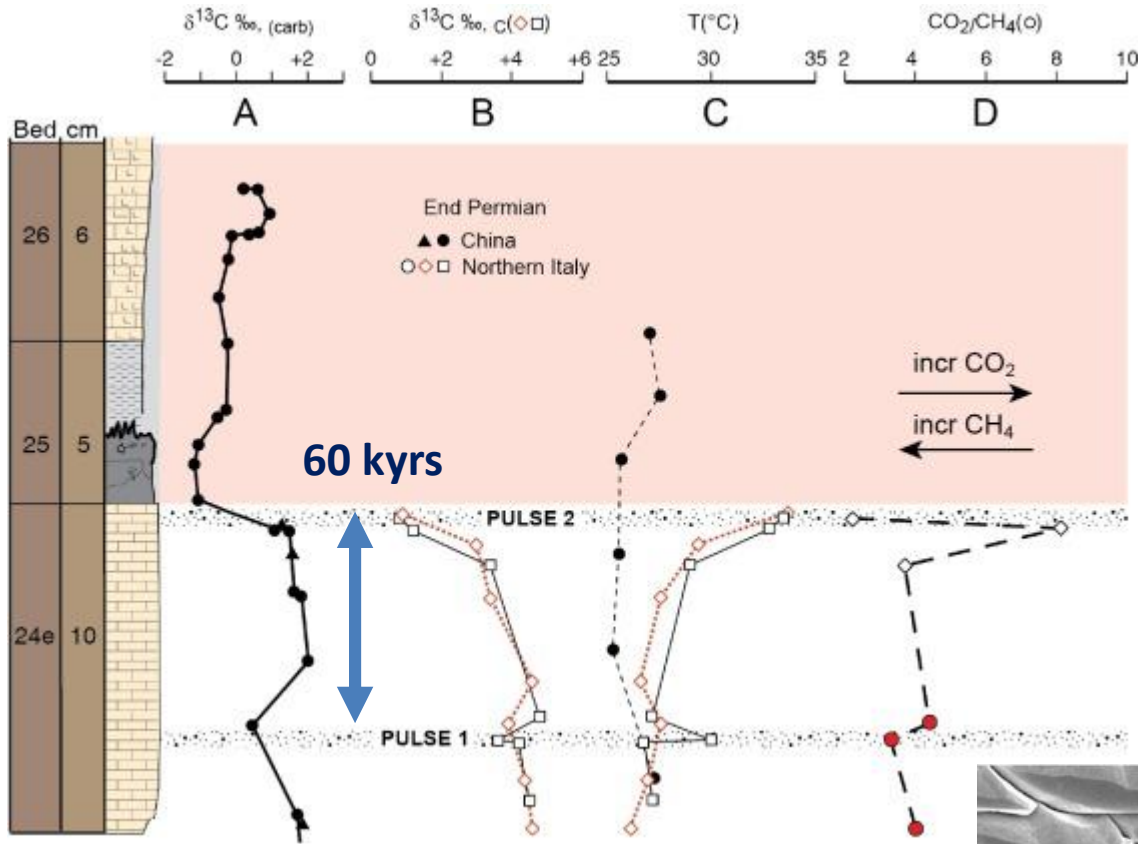 δ13C ‰, (carb)
δ13C ‰, C(◇□)
T(°C)
CO2/CH4(o)
-2 0 +2
0 +2 +4 +6
25 30 35
2 4 6 8 10
A B C D
Bed cm
End Permian
▲● China
○◇□ Northern Italy
26 6
incr CO2
incr CH4
25 5
60 kyrs
PULSE 2
24e 10
PULSE 1